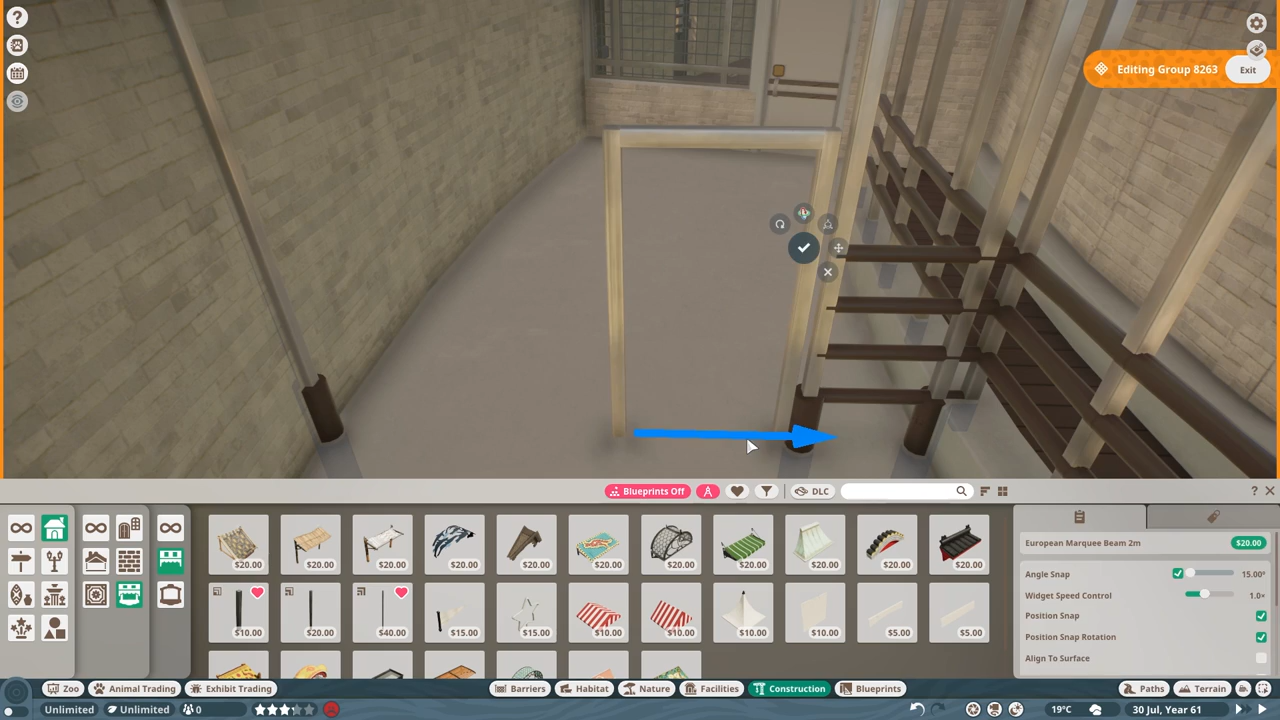 Editing Group 8263 Exit
Blueprints Off DLC
$20.00 $20.00 $20.00 $20.00 $20.00 $20.00 $20.00 $20.00 $20.00 $20.00 $20.00
$10.00 $20.00 $40.00 $15.00 $15.00 $10.00 $10.00 $10.00 $10.00 $5.00 $5.00
European Marquee Beam 2m $20.00
Angle Snap 15.00°
Widget Speed Control 1.0×
Position Snap
Position Snap Rotation
Align To Surface
Zoo Animal Trading Exhibit Trading Barriers Habitat Nature Facilities Construction Blueprints Paths Terrain
Unlimited Unlimited 0 19°C 30 Jul, Year 61